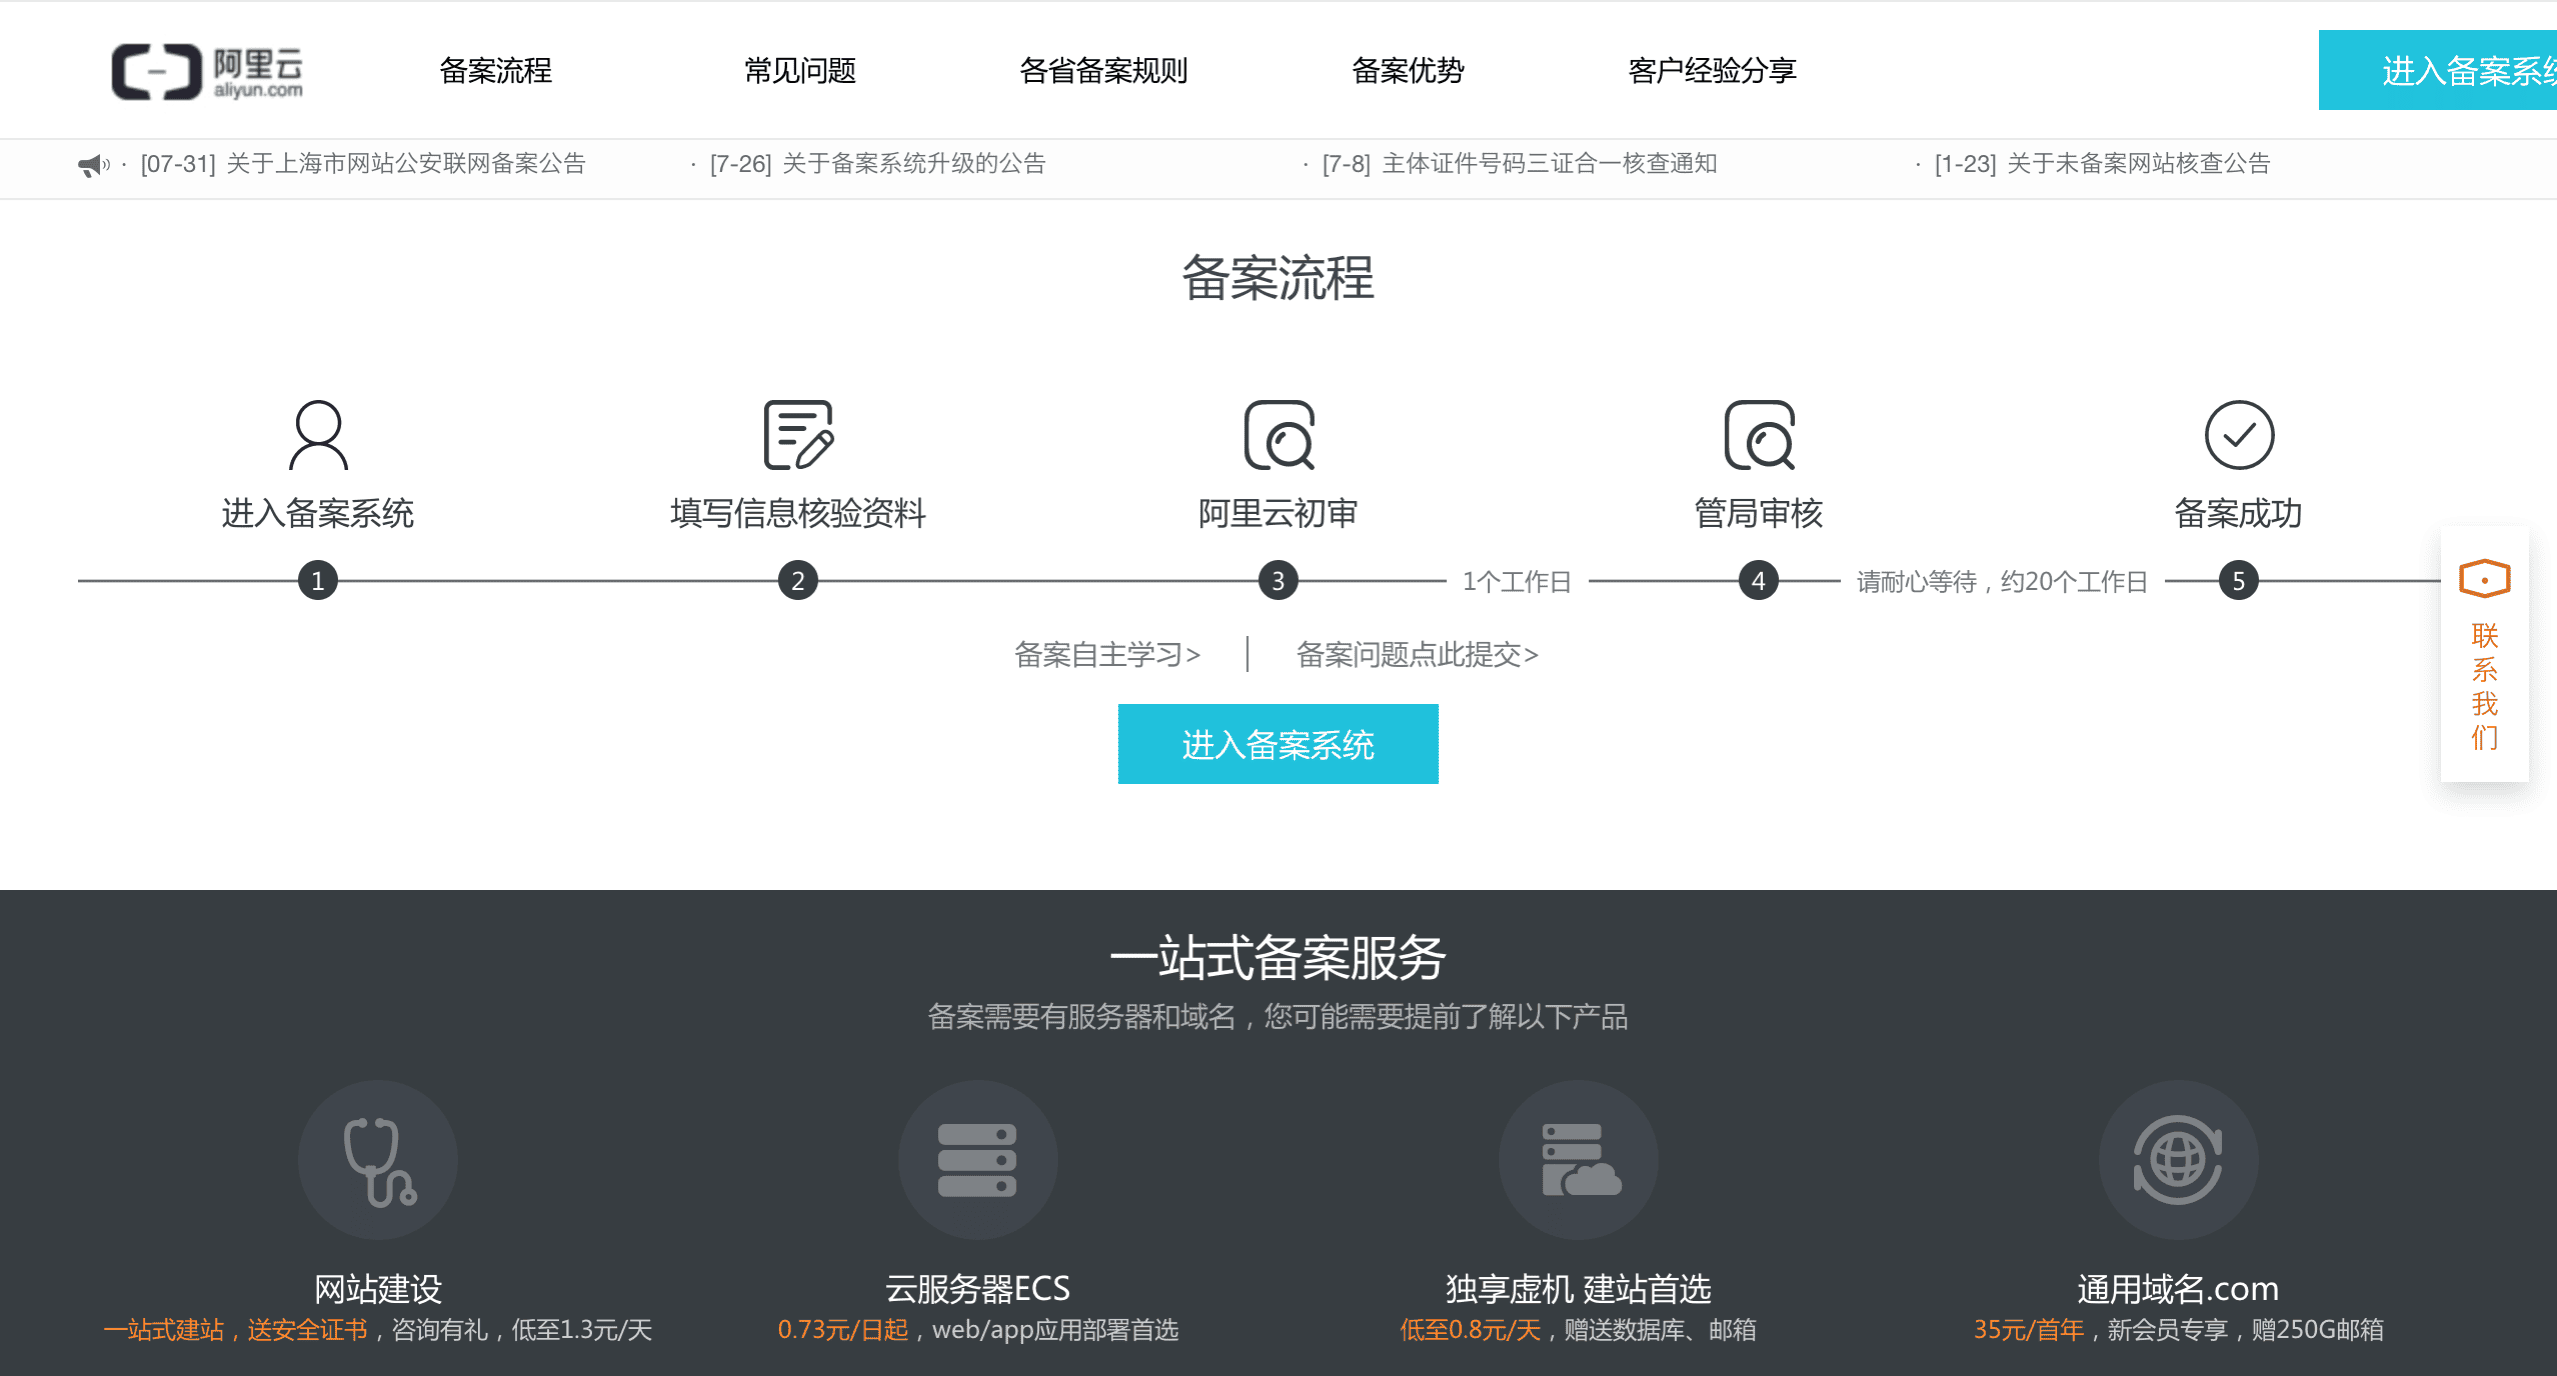 阿里云
aliyun.com
备案流程
常见问题
各省备案规则
备案优势
客户经验分享
进入备案系统
· [07-31] 关于上海市网站公安联网备案公告
· [7-26] 关于备案系统升级的公告
· [7-8] 主体证件号码三证合一核查通知
· [1-23] 关于未备案网站核查公告
备案流程
进入备案系统
填写信息核验资料
阿里云初审
管局审核
备案成功
1
2
3
1个工作日
4
请耐心等待，约20个工作日
5
备案自主学习>
备案问题点此提交>
进入备案系统
联系我们
一站式备案服务
备案需要有服务器和域名，您可能需要提前了解以下产品
网站建设
一站式建站，送安全证书，咨询有礼，低至1.3元/天
云服务器ECS
0.73元/日起，web/app应用部署首选
独享虚机 建站首选
低至0.8元/天，赠送数据库、邮箱
通用域名.com
35元/首年，新会员专享，赠250G邮箱